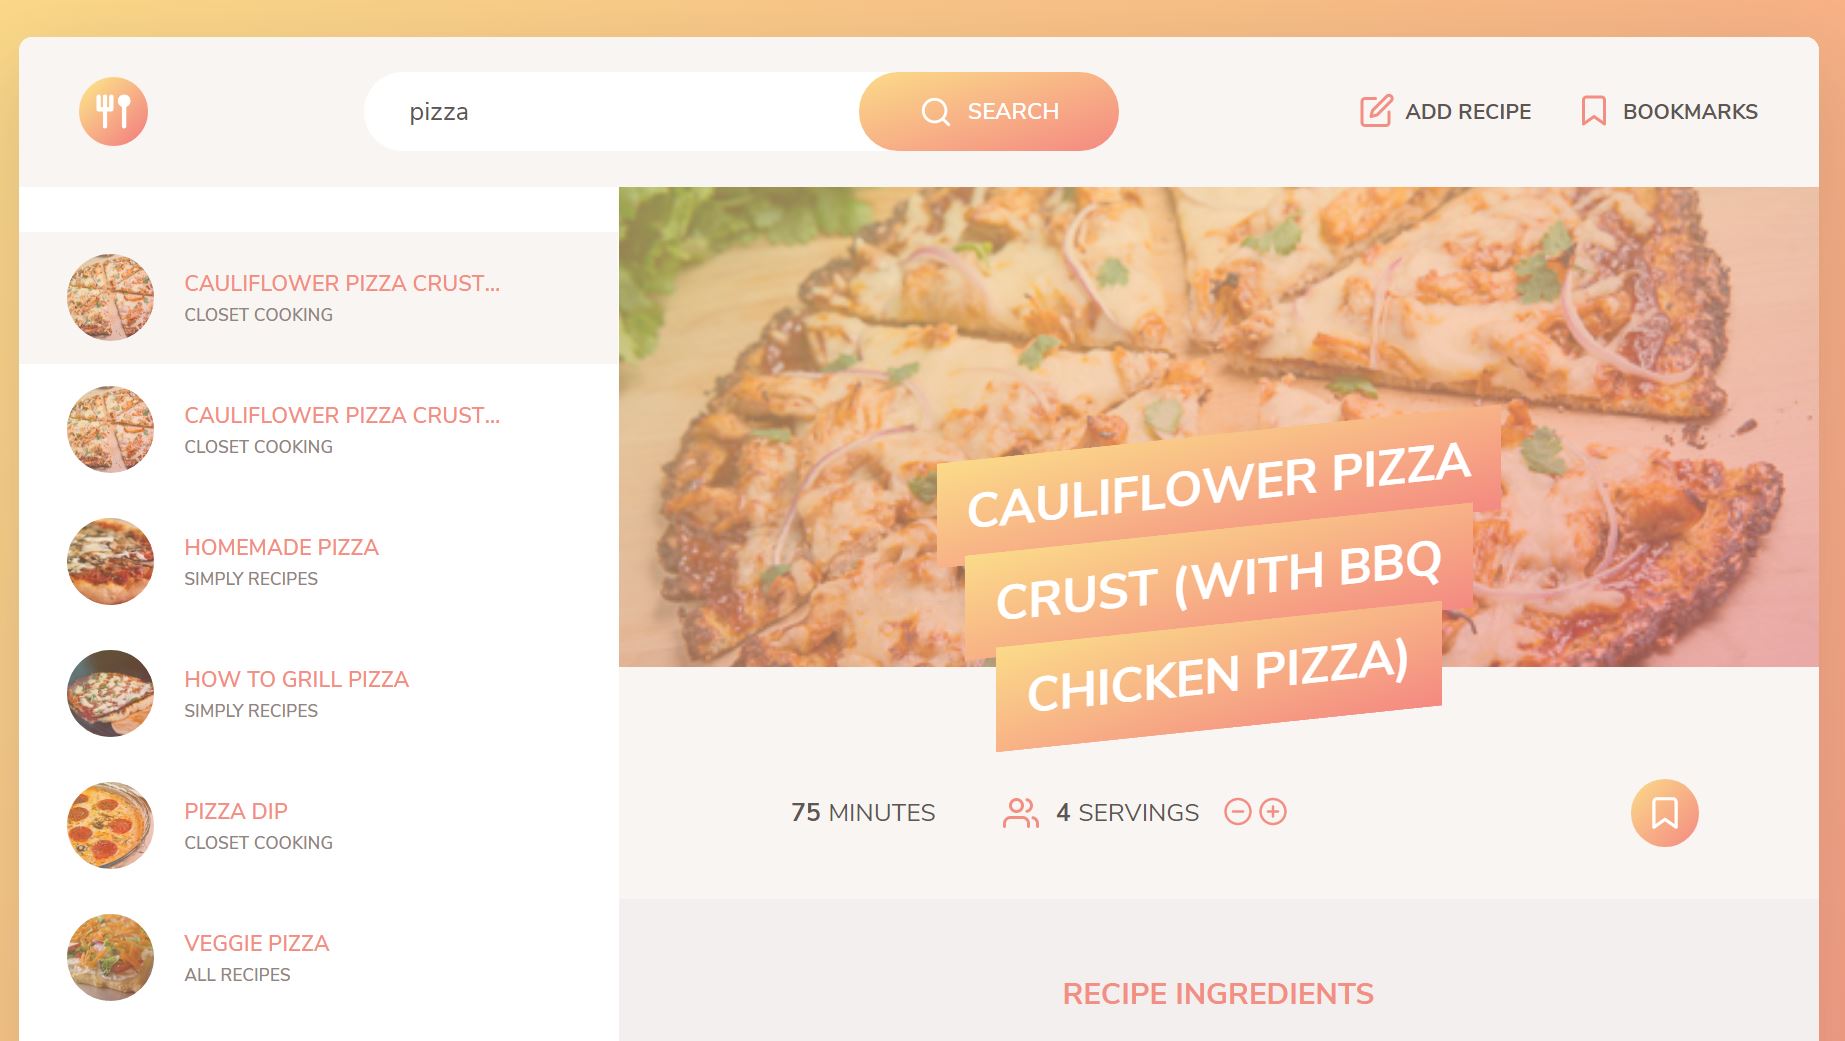 pizza
SEARCH
ADD RECIPE
BOOKMARKS
CAULIFLOWER PIZZA CRUST...
CLOSET COOKING
CAULIFLOWER PIZZA CRUST...
CLOSET COOKING
HOMEMADE PIZZA
SIMPLY RECIPES
HOW TO GRILL PIZZA
SIMPLY RECIPES
PIZZA DIP
CLOSET COOKING
VEGGIE PIZZA
ALL RECIPES
CAULIFLOWER PIZZA
CRUST (WITH BBQ
CHICKEN PIZZA)
75 MINUTES
4 SERVINGS
RECIPE INGREDIENTS